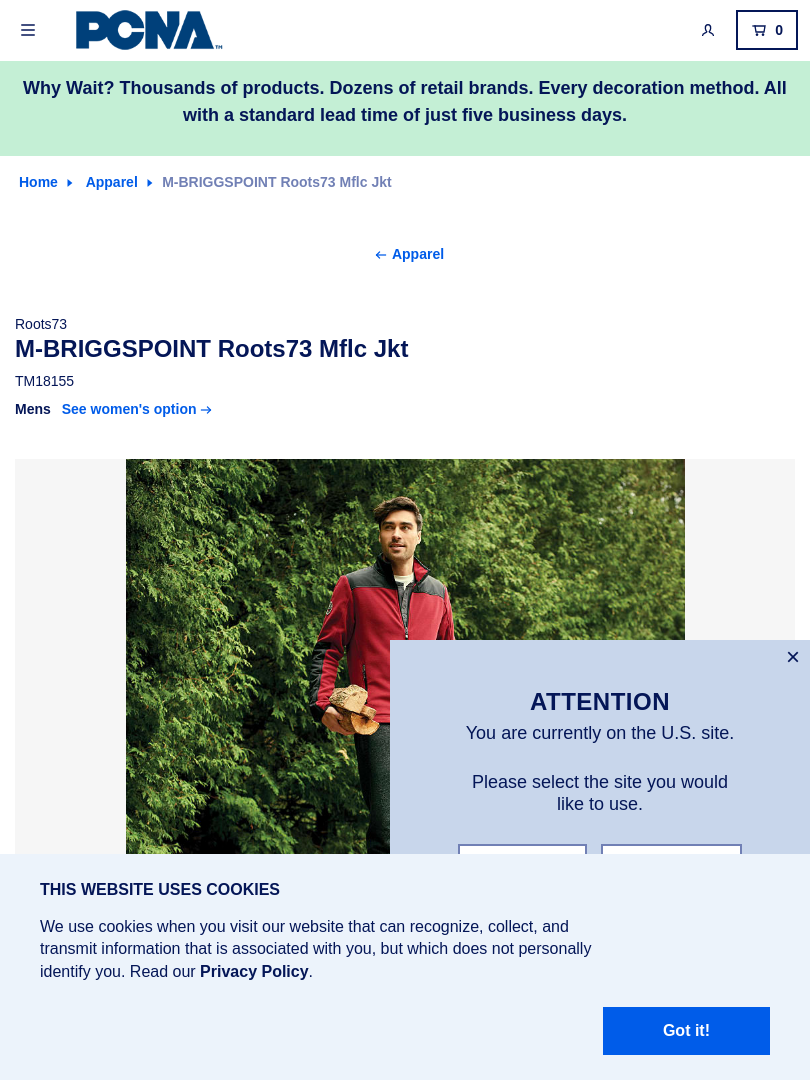 PCNA™
0
Why Wait? Thousands of products. Dozens of retail brands. Every decoration method. All
with a standard lead time of just five business days.
Home Apparel M-BRIGGSPOINT Roots73 Mflc Jkt
← Apparel
Roots73
M-BRIGGSPOINT Roots73 Mflc Jkt
TM18155
Mens See women's option →
×
ATTENTION
You are currently on the U.S. site.
Please select the site you would
like to use.
THIS WEBSITE USES COOKIES
We use cookies when you visit our website that can recognize, collect, and
transmit information that is associated with you, but which does not personally
identify you. Read our Privacy Policy.
Got it!